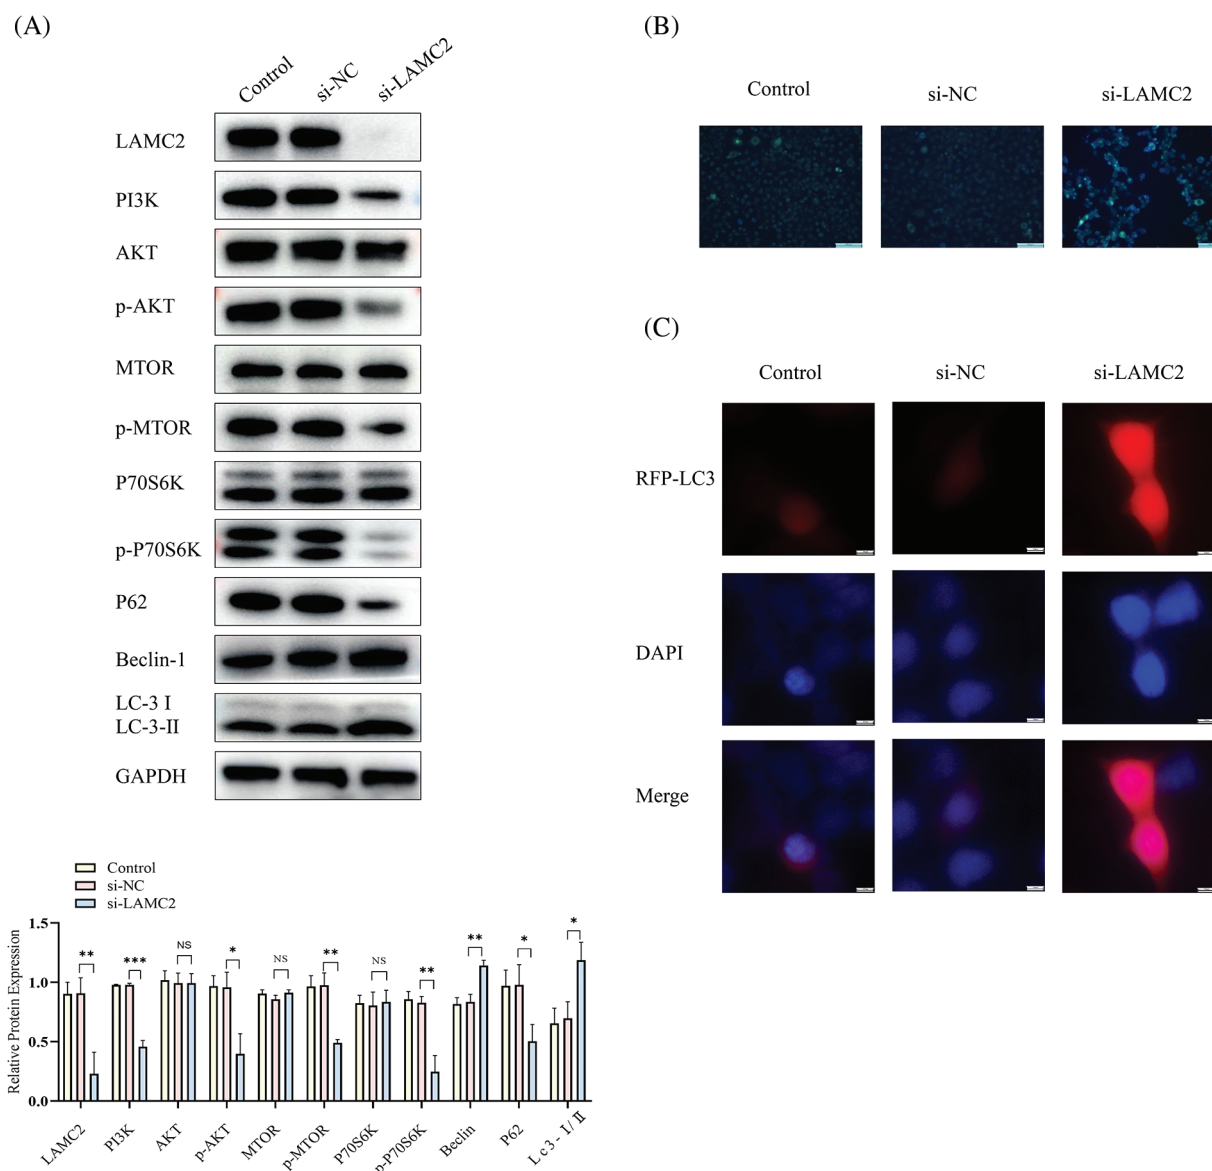 (A)
Control
si-NC
si-LAMC2
LAMC2
PI3K
AKT
p-AKT
MTOR
p-MTOR
P70S6K
p-P70S6K
P62
Beclin-1
LC-3 I
LC-3-II
GAPDH
Control
si-NC
si-LAMC2
Relative Protein Expression
1.5
1.0
0.5
0.0
** *** NS * NS ** NS ** ** * *
LAMC2 PI3K AKT p-AKT MTOR p-MTOR P70S6K p-P70S6K Beclin P62 Lc3-I/II
(B)
Control si-NC si-LAMC2
(C)
Control si-NC si-LAMC2
RFP-LC3
DAPI
Merge